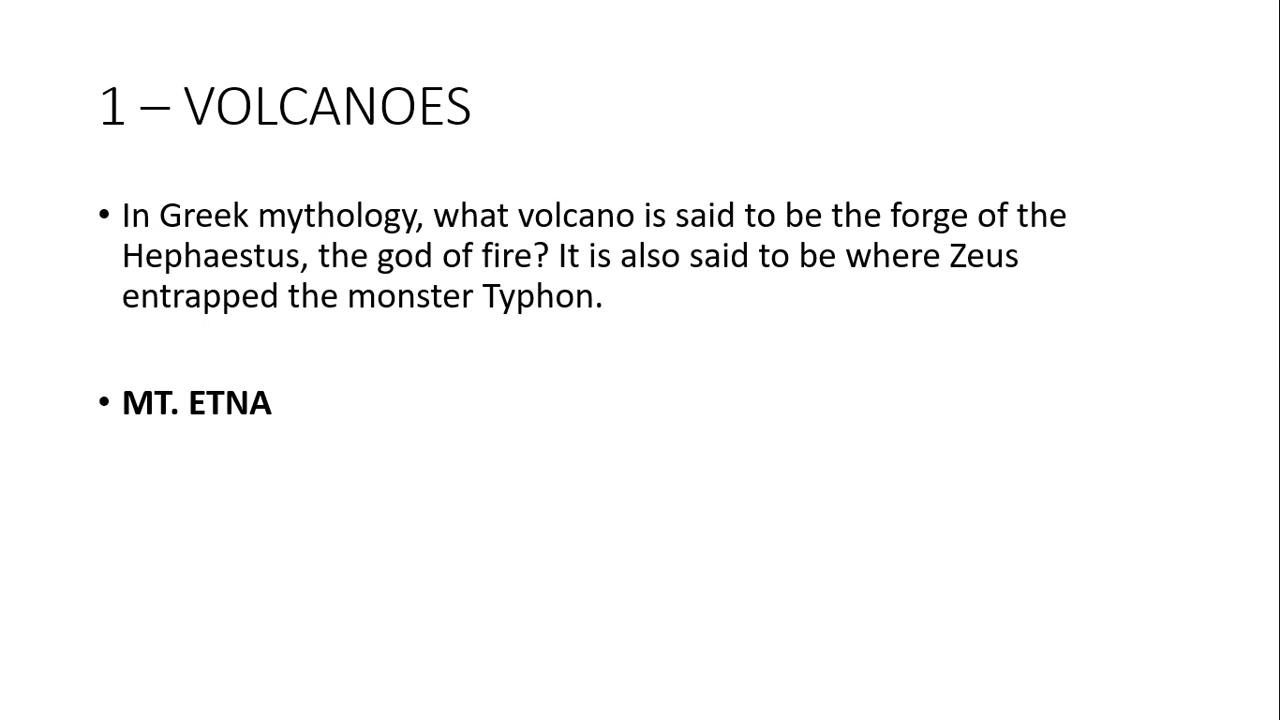 1 – VOLCANOES
• In Greek mythology, what volcano is said to be the forge of the
Hephaestus, the god of fire? It is also said to be where Zeus
entrapped the monster Typhon.
• MT. ETNA